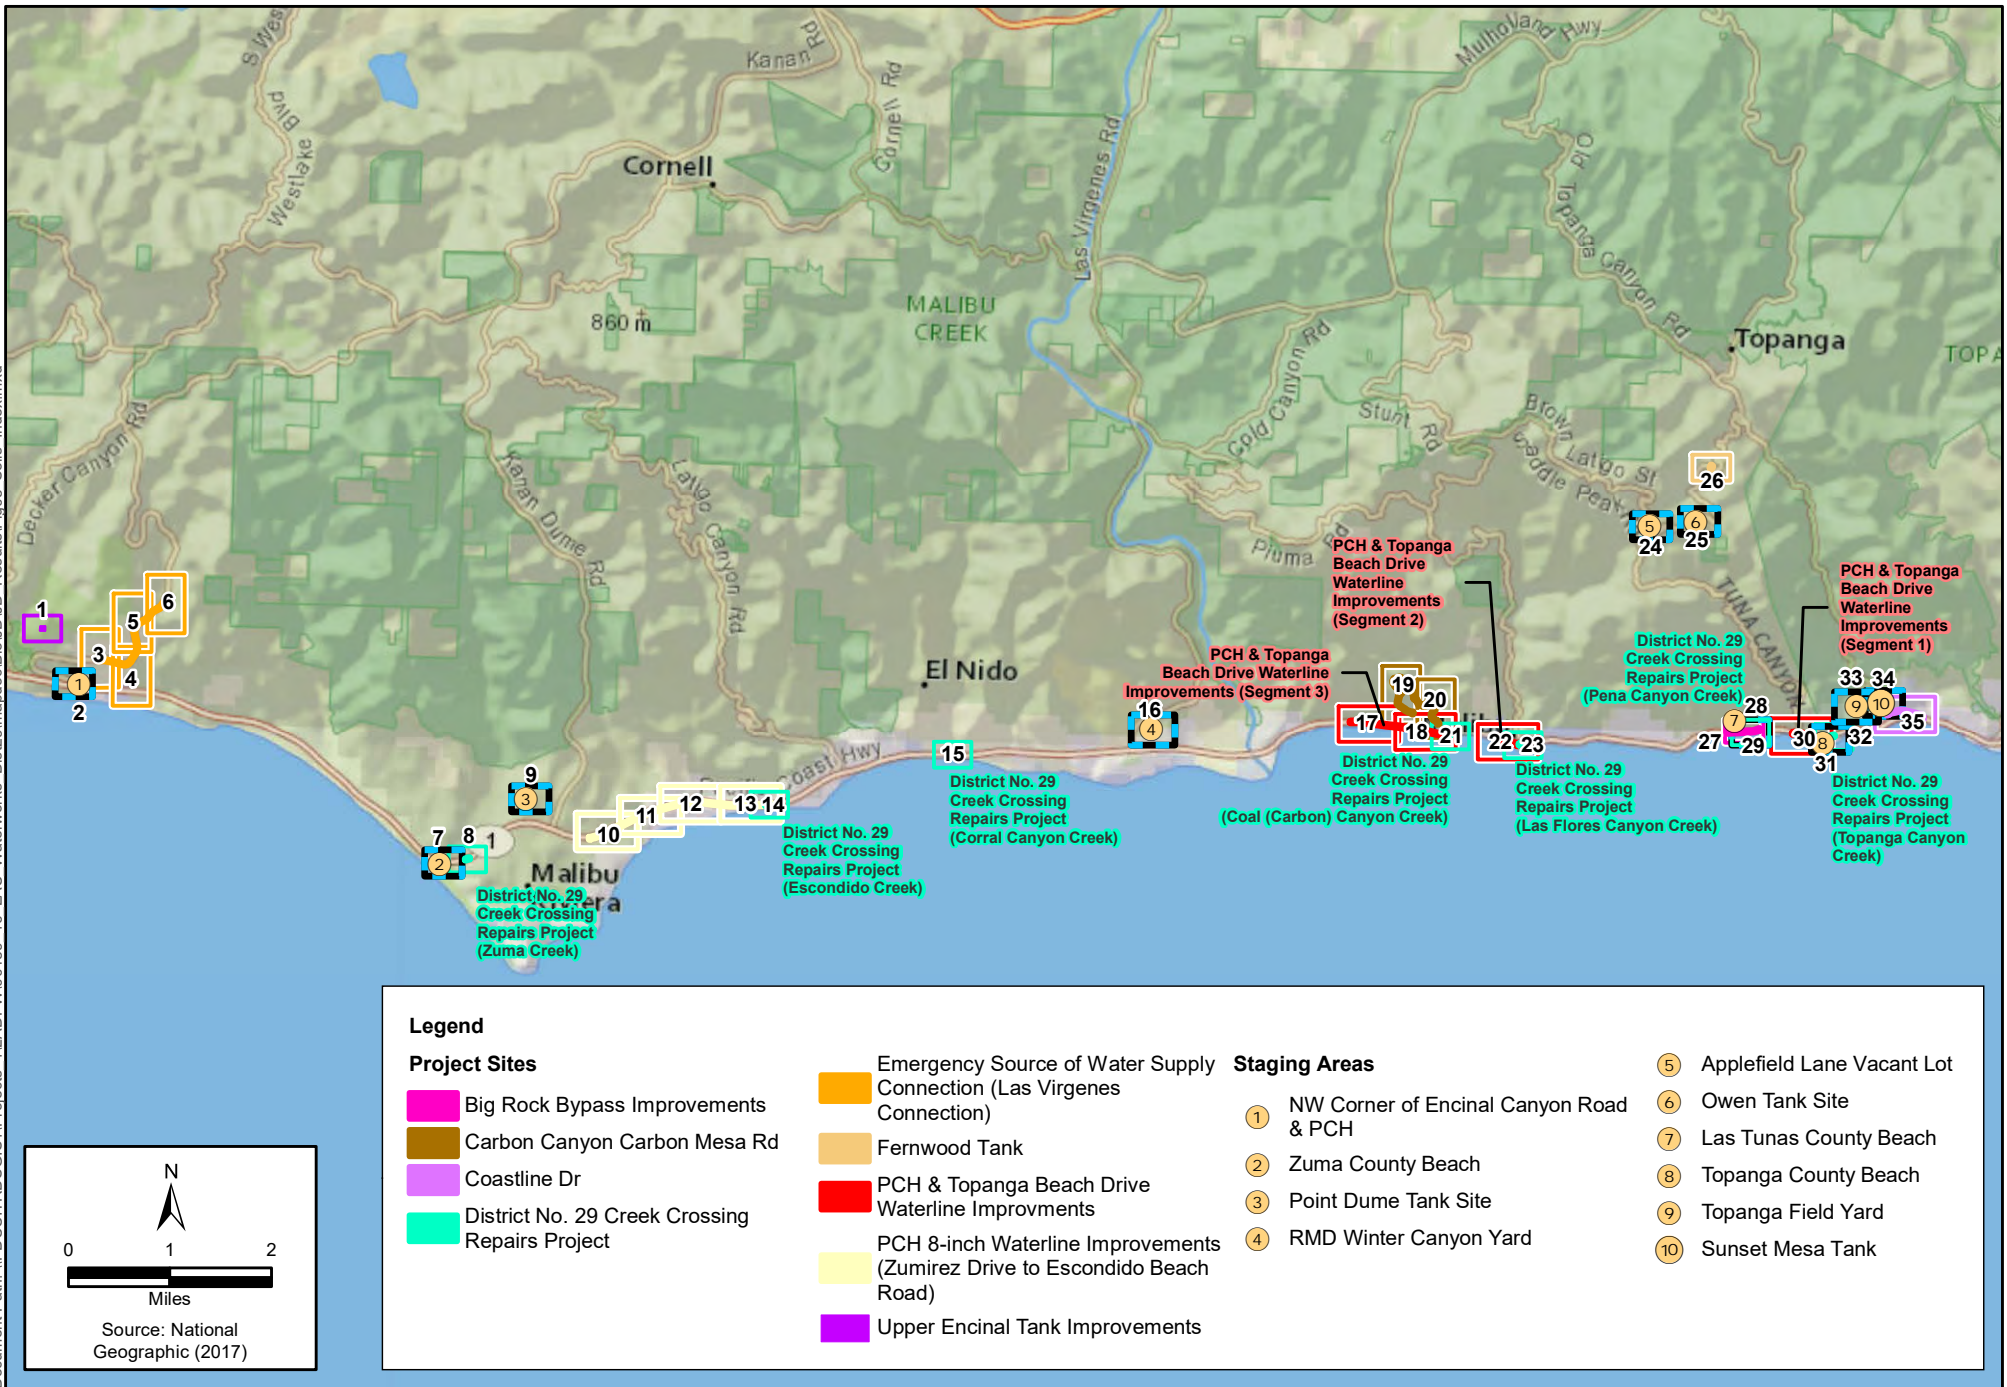 S Wes
Westlake Blvd
Kanan Rd
Cornell Rd
Mulholland Hwy
Las Virgenes Rd
Cornell
Old Topanga Canyon Rd
MALIBU
CREEK
860 m
Topanga
TOPA
Cold Canyon Rd
Stunt Rd
Brown Latigo St
Saddle Peak
Decker Canyon Rd
Kanan Dume Rd
Latigo Canyon Rd
Piuma Rd
TUNA CANYON
26
5
24
6
25
PCH & Topanga
Beach Drive
Waterline
Improvements
(Segment 2)
PCH & Topanga
Beach Drive
Waterline
Improvements
(Segment 1)
1
6
5
3
4
1
2
El Nido
PCH & Topanga
Beach Drive Waterline
Improvements (Segment 3)
District No. 29
Creek Crossing
Repairs Project
(Pena Canyon Creek)
16
4
19
20
17
18
21
22
23
7
28
27
29
30
8
31
32
33
34
9
10
35
15
Coast Hwy
9
3
10
11
12
13
14
7
8
2
1
Malibu
Riviera
District No. 29
Creek Crossing
Repairs Project
(Zuma Creek)
District No. 29
Creek Crossing
Repairs Project
(Escondido Creek)
District No. 29
Creek Crossing
Repairs Project
(Corral Canyon Creek)
District No. 29
Creek Crossing
Repairs Project
(Coal (Carbon) Canyon Creek)
District No. 29
Creek Crossing
Repairs Project
(Las Flores Canyon Creek)
District No. 29
Creek Crossing
Repairs Project
(Topanga Canyon
Creek)
Legend
Project Sites
Big Rock Bypass Improvements
Carbon Canyon Carbon Mesa Rd
Coastline Dr
District No. 29 Creek Crossing
Repairs Project
Emergency Source of Water Supply
Connection (Las Virgenes
Connection)
Fernwood Tank
PCH & Topanga Beach Drive
Waterline Improvments
PCH 8-inch Waterline Improvements
(Zumirez Drive to Escondido Beach
Road)
Upper Encinal Tank Improvements
Staging Areas
1 NW Corner of Encinal Canyon Road
& PCH
2 Zuma County Beach
3 Point Dume Tank Site
4 RMD Winter Canyon Yard
5 Applefield Lane Vacant Lot
6 Owen Tank Site
7 Las Tunas County Beach
8 Topanga County Beach
9 Topanga Field Yard
10 Sunset Mesa Tank
N
0 1 2
Miles
Source: National
Geographic (2017)